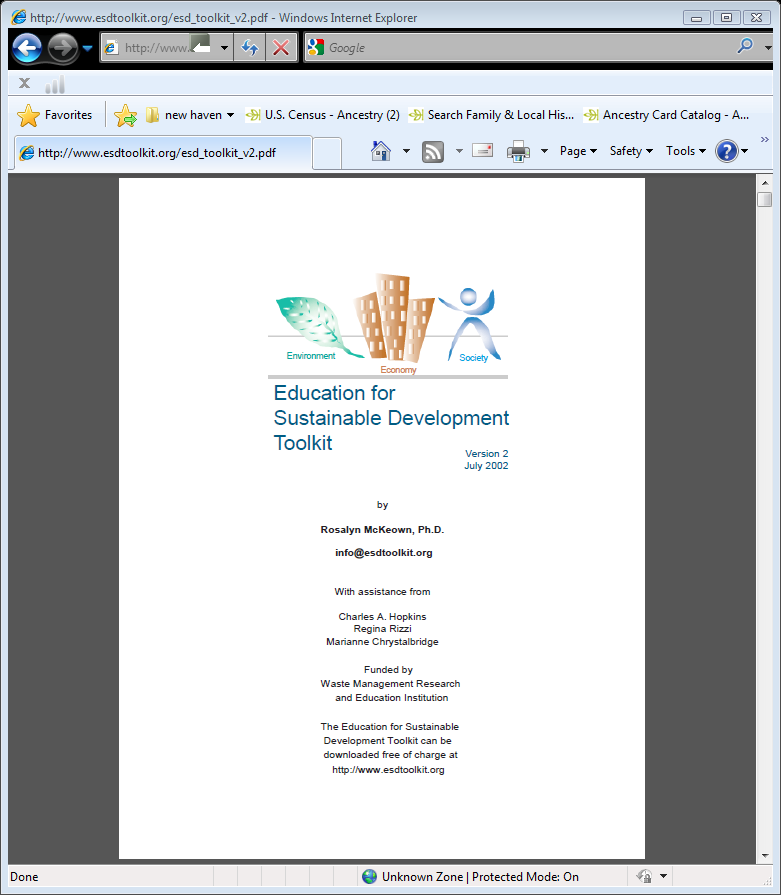 http://www.esdtoolkit.org/esd_toolkit_v2.pdf - Windows Internet Explorer
http://www. Google
Favorites new haven U.S. Census - Ancestry (2) Search Family & Local His... Ancestry Card Catalog - A...
http://www.esdtoolkit.org/esd_toolkit_v2.pdf Page Safety Tools
Environment Economy Society
Education for
Sustainable Development
Toolkit
Version 2
July 2002
by
Rosalyn McKeown, Ph.D.
info@esdtoolkit.org
With assistance from
Charles A. Hopkins
Regina Rizzi
Marianne Chrystalbridge
Funded by
Waste Management Research
and Education Institution
The Education for Sustainable
Development Toolkit can be
downloaded free of charge at
http://www.esdtoolkit.org
Done Unknown Zone | Protected Mode: On